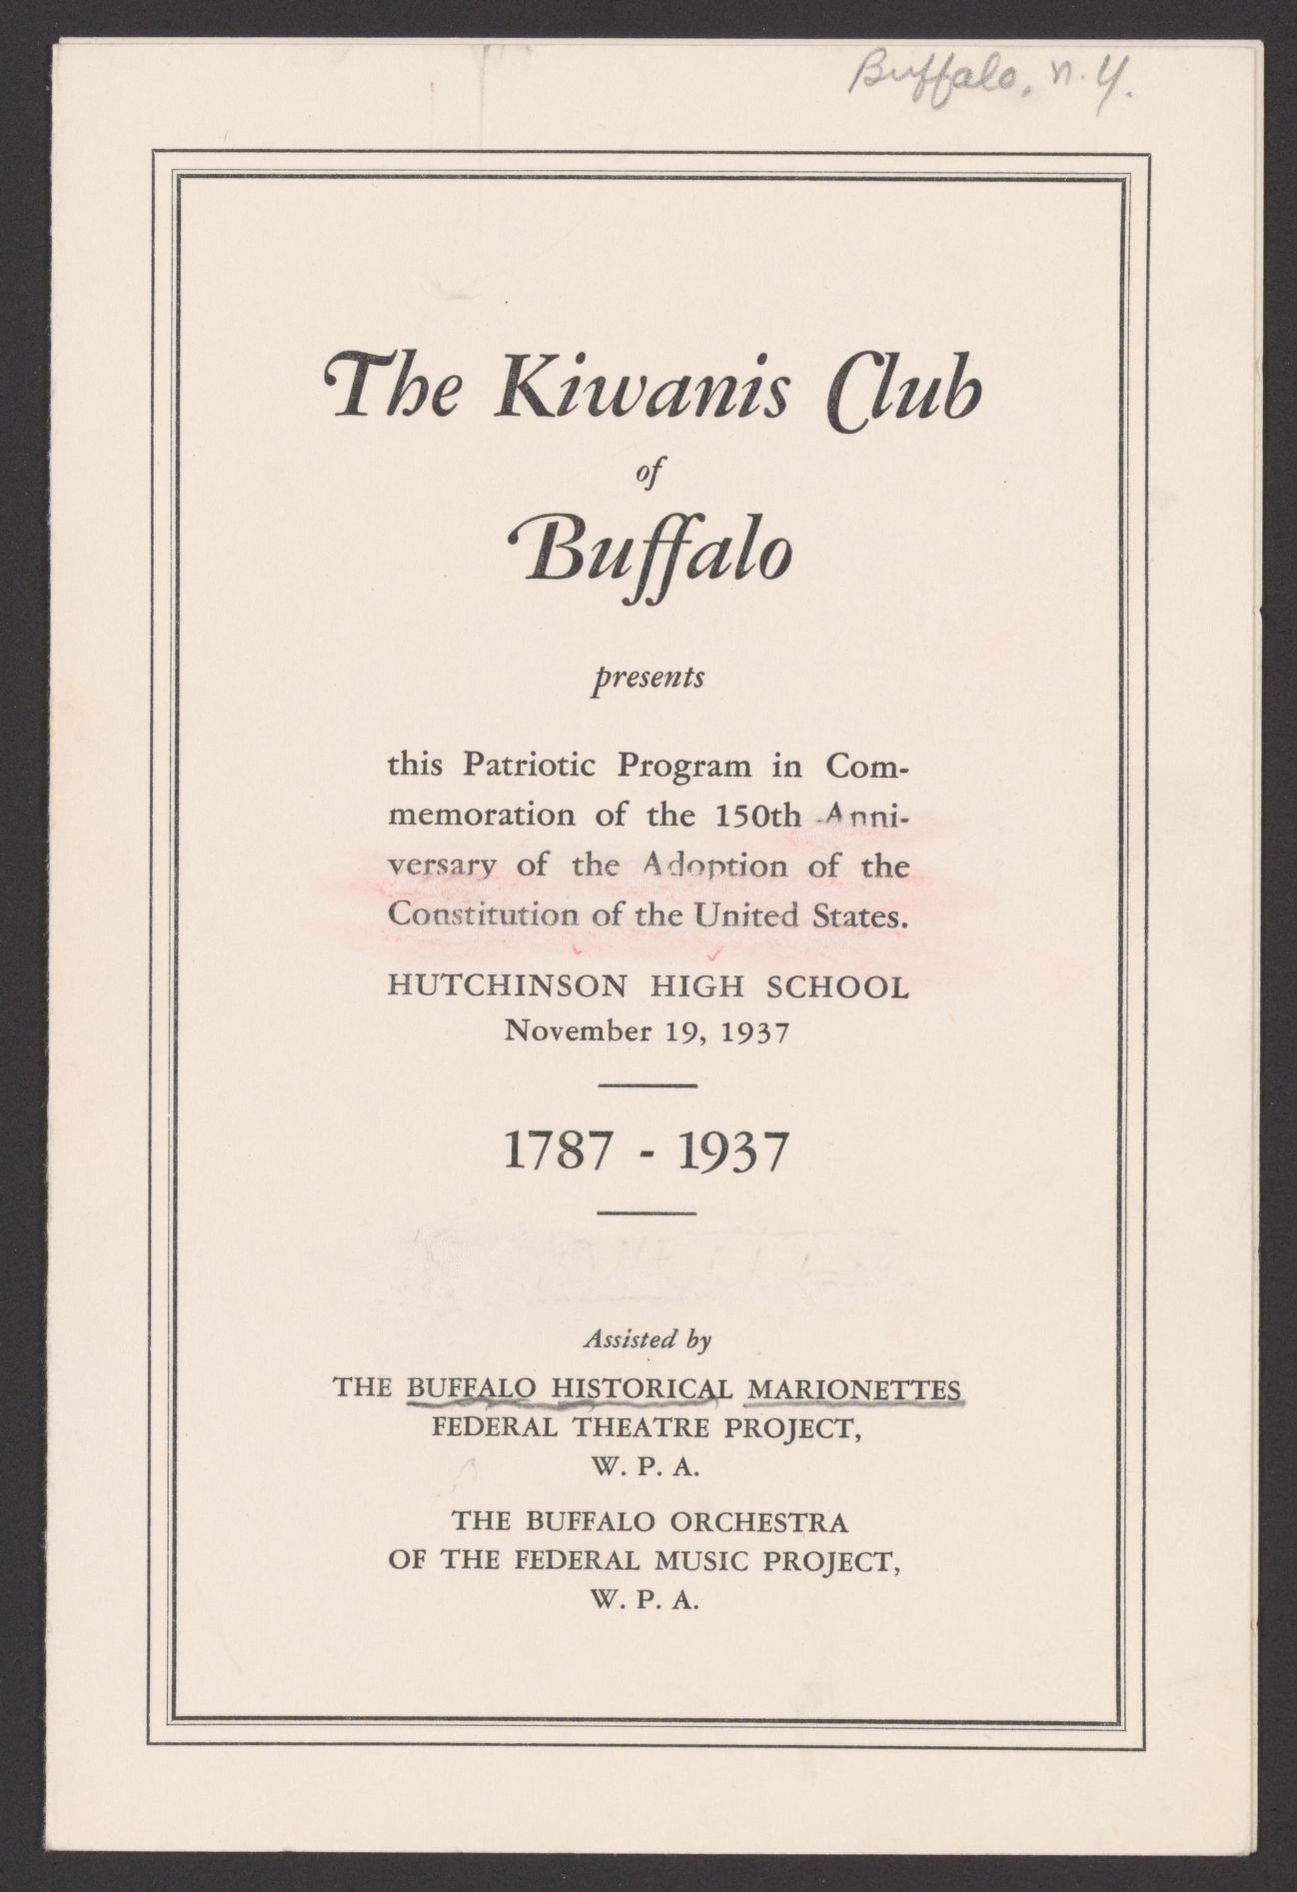 Buffalo, N.Y.
The Kiwanis Club
of
Buffalo
presents
this Patriotic Program in Com-
memoration of the 150th Anni-
versary of the Adoption of the
Constitution of the United States.
HUTCHINSON HIGH SCHOOL
November 19, 1937
1787 - 1937
Assisted by
THE BUFFALO HISTORICAL MARIONETTES
FEDERAL THEATRE PROJECT,
W. P. A.
THE BUFFALO ORCHESTRA
OF THE FEDERAL MUSIC PROJECT,
W. P. A.